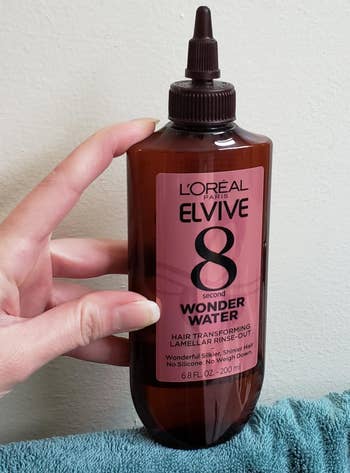 L'ORÉAL
PARIS
ELVIVE
8
second
WONDER
WATER
HAIR TRANSFORMING
LAMELLAR RINSE-OUT
Wonderful Silkier, Shinier Hair
No Silicone. No Weigh Down.
6.8 FL. OZ. - 200 ml